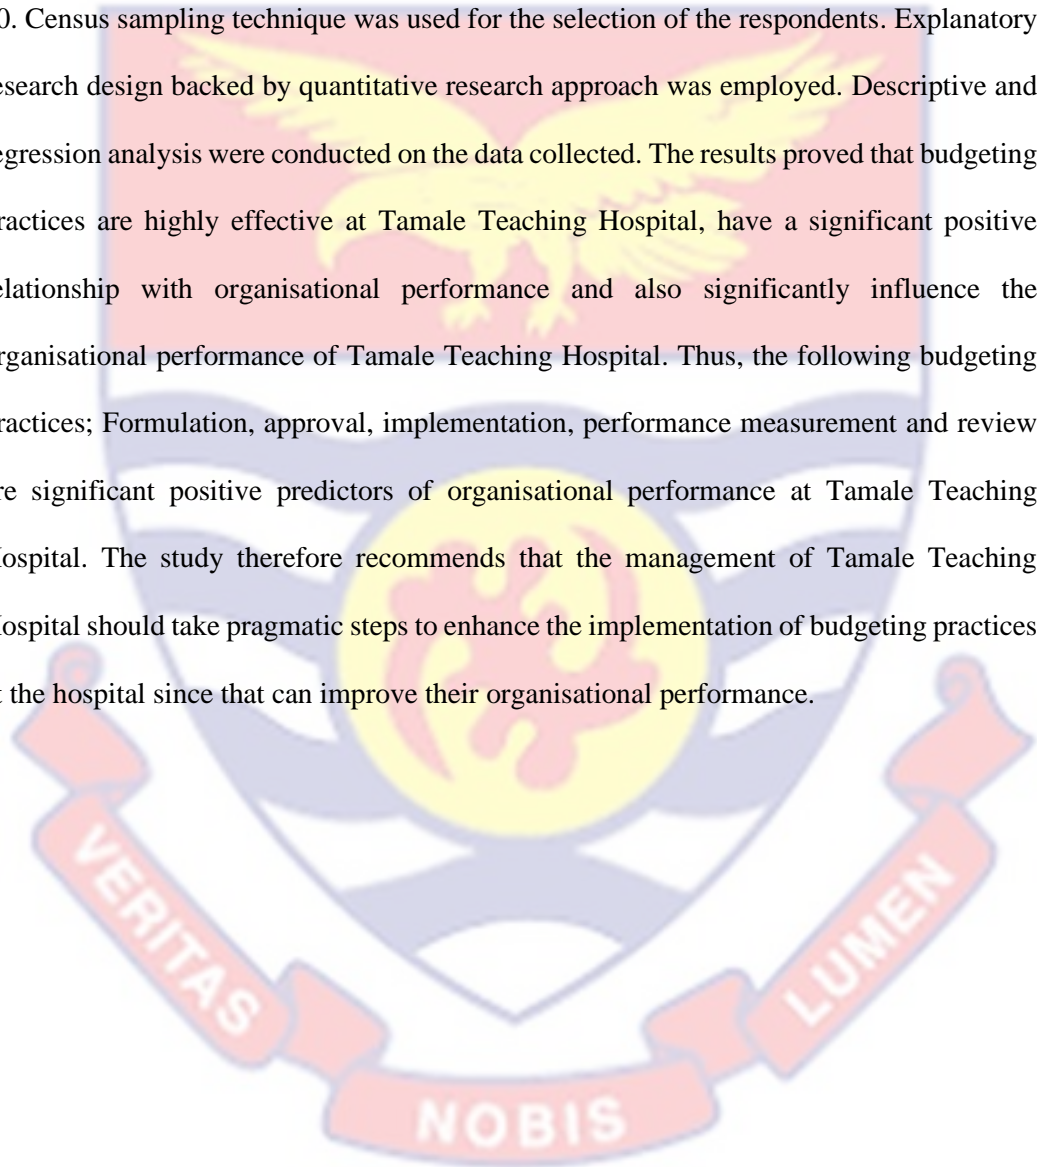 0. Census sampling technique was used for the selection of the respondents. Explanatory
esearch design backed by quantitative research approach was employed. Descriptive and
egression analysis were conducted on the data collected. The results proved that budgeting
ractices are highly effective at Tamale Teaching Hospital, have a significant positive
elationship with organisational performance and also significantly influence the
rganisational performance of Tamale Teaching Hospital. Thus, the following budgeting
ractices; Formulation, approval, implementation, performance measurement and review
re significant positive predictors of organisational performance at Tamale Teaching
ospital. The study therefore recommends that the management of Tamale Teaching
ospital should take pragmatic steps to enhance the implementation of budgeting practices
t the hospital since that can improve their organisational performance.
VERITAS
NOBIS
LUMEN